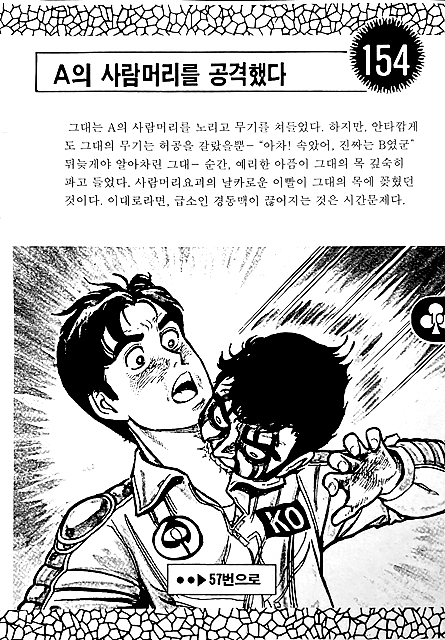 154
A의 사람머리를 공격했다
그대는 A의 사람머리를 노리고 무기를 쳐들었다. 하지만, 안타깝게
도 그대의 무기는 허공을 갈랐을뿐– “아차! 속았어, 진짜는 B였군”
뒤늦게야 알아차린 그대– 순간, 예리한 아픔이 그대의 목 깊숙히
파고 들었다. 사람머리요괴의 날카로운 이빨이 그대의 목에 꽂혔던
것이다. 이대로라면, 급소인 경동맥이 끊어지는 것은 시간문제다.
KO
••▶57번으로